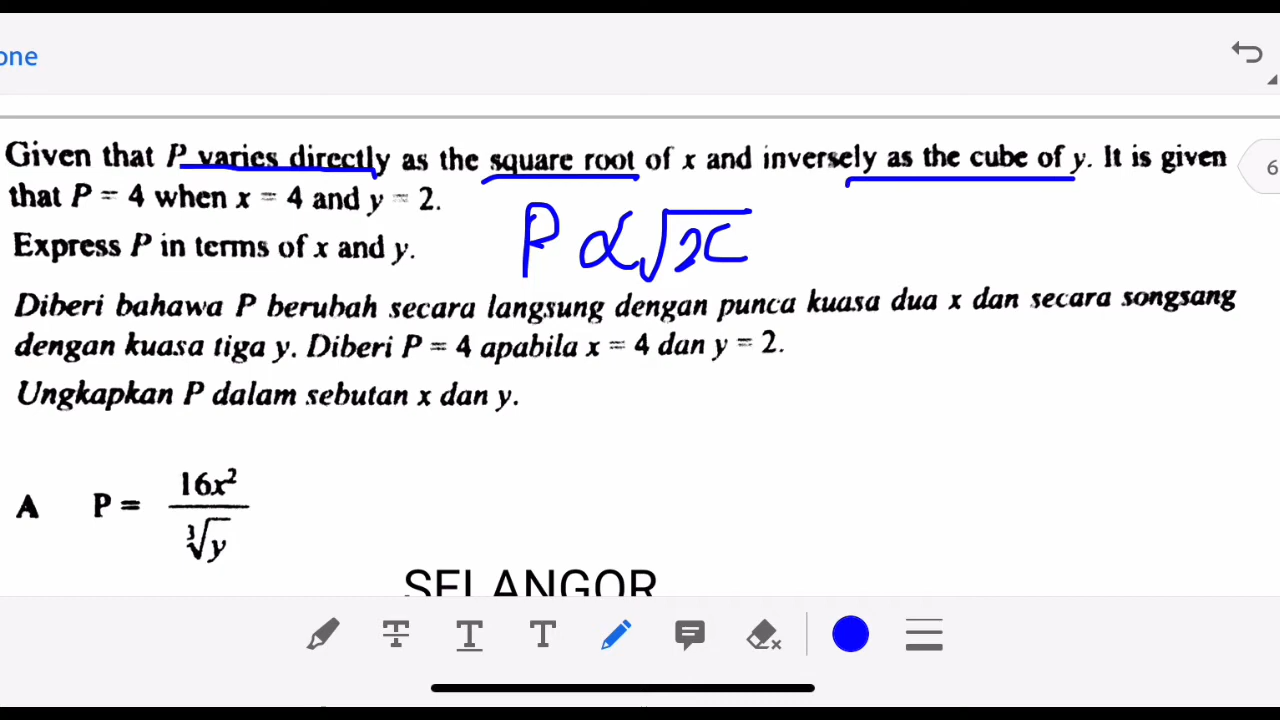 one
Given that P varies directly as the square root of x and inversely as the cube of y. It is given
6
that P = 4 when x = 4 and y = 2.
P ∝ √x
Express P in terms of x and y.
Diberi bahawa P berubah secara langsung dengan punca kuasa dua x dan secara songsang
dengan kuasa tiga y. Diberi P = 4 apabila x = 4 dan y = 2.
Ungkapkan P dalam sebutan x dan y.
A P = 16x² / ∛y
SELANGOR
T T T